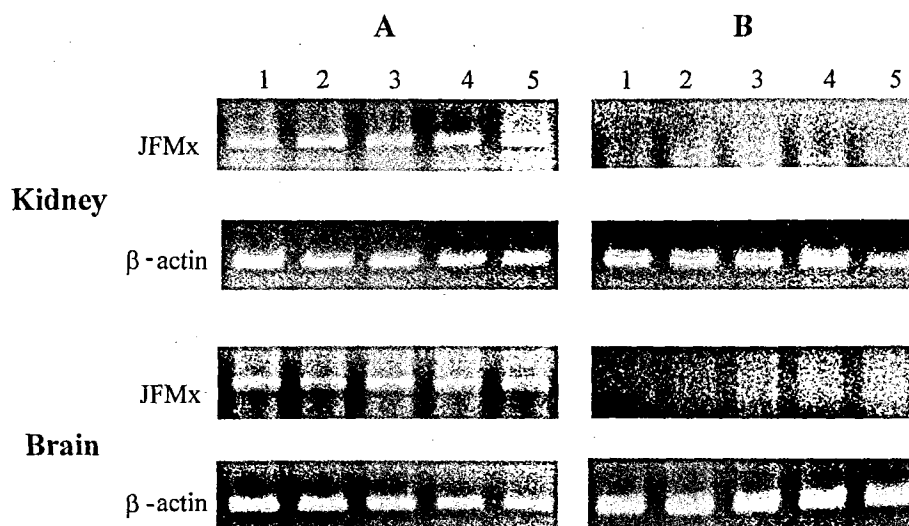 A B
1 2 3 4 5 1 2 3 4 5
JFMx
Kidney
β-actin
JFMx
Brain
β-actin